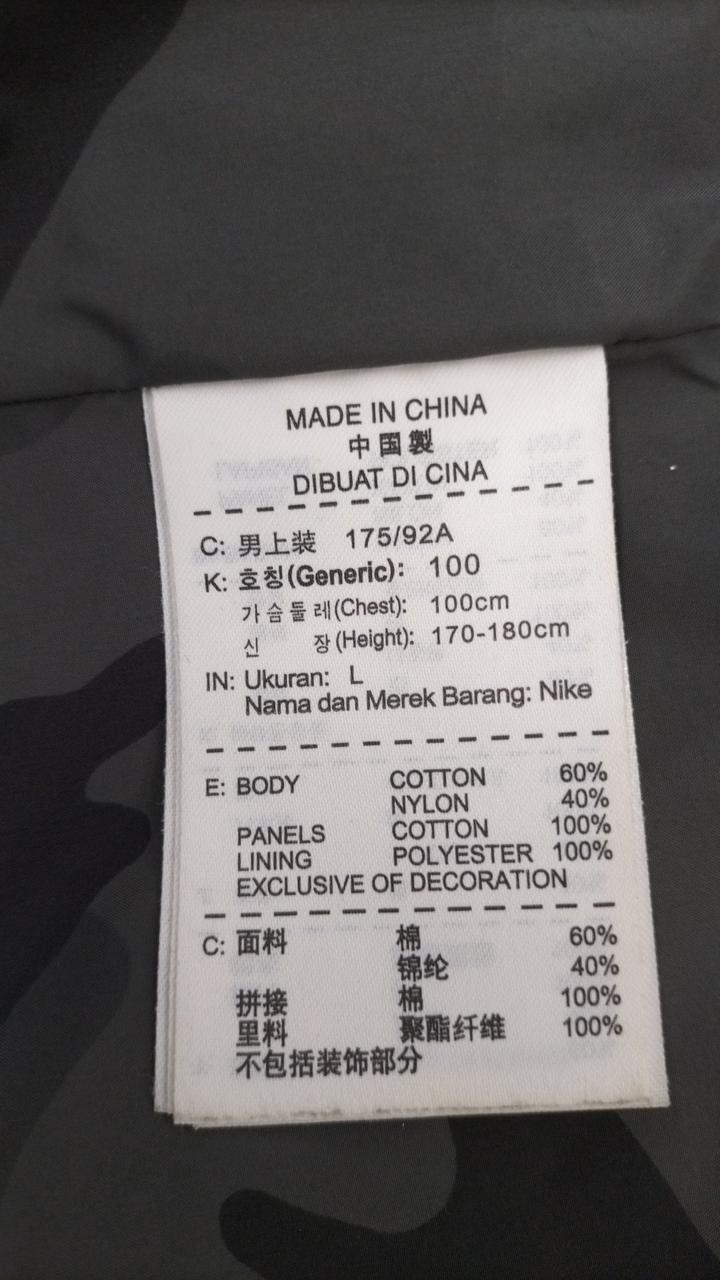 MADE IN CHINA
中国製
DIBUAT DI CINA
C: 男上装 175/92A
K: 호칭(Generic): 100
가슴둘레(Chest): 100cm
신 장(Height): 170-180cm
IN: Ukuran: L
Nama dan Merek Barang: Nike
E: BODY COTTON 60%
NYLON 40%
PANELS COTTON 100%
LINING POLYESTER 100%
EXCLUSIVE OF DECORATION
C: 面料 棉 60%
锦纶 40%
拼接 棉 100%
里料 聚酯纤维 100%
不包括装饰部分